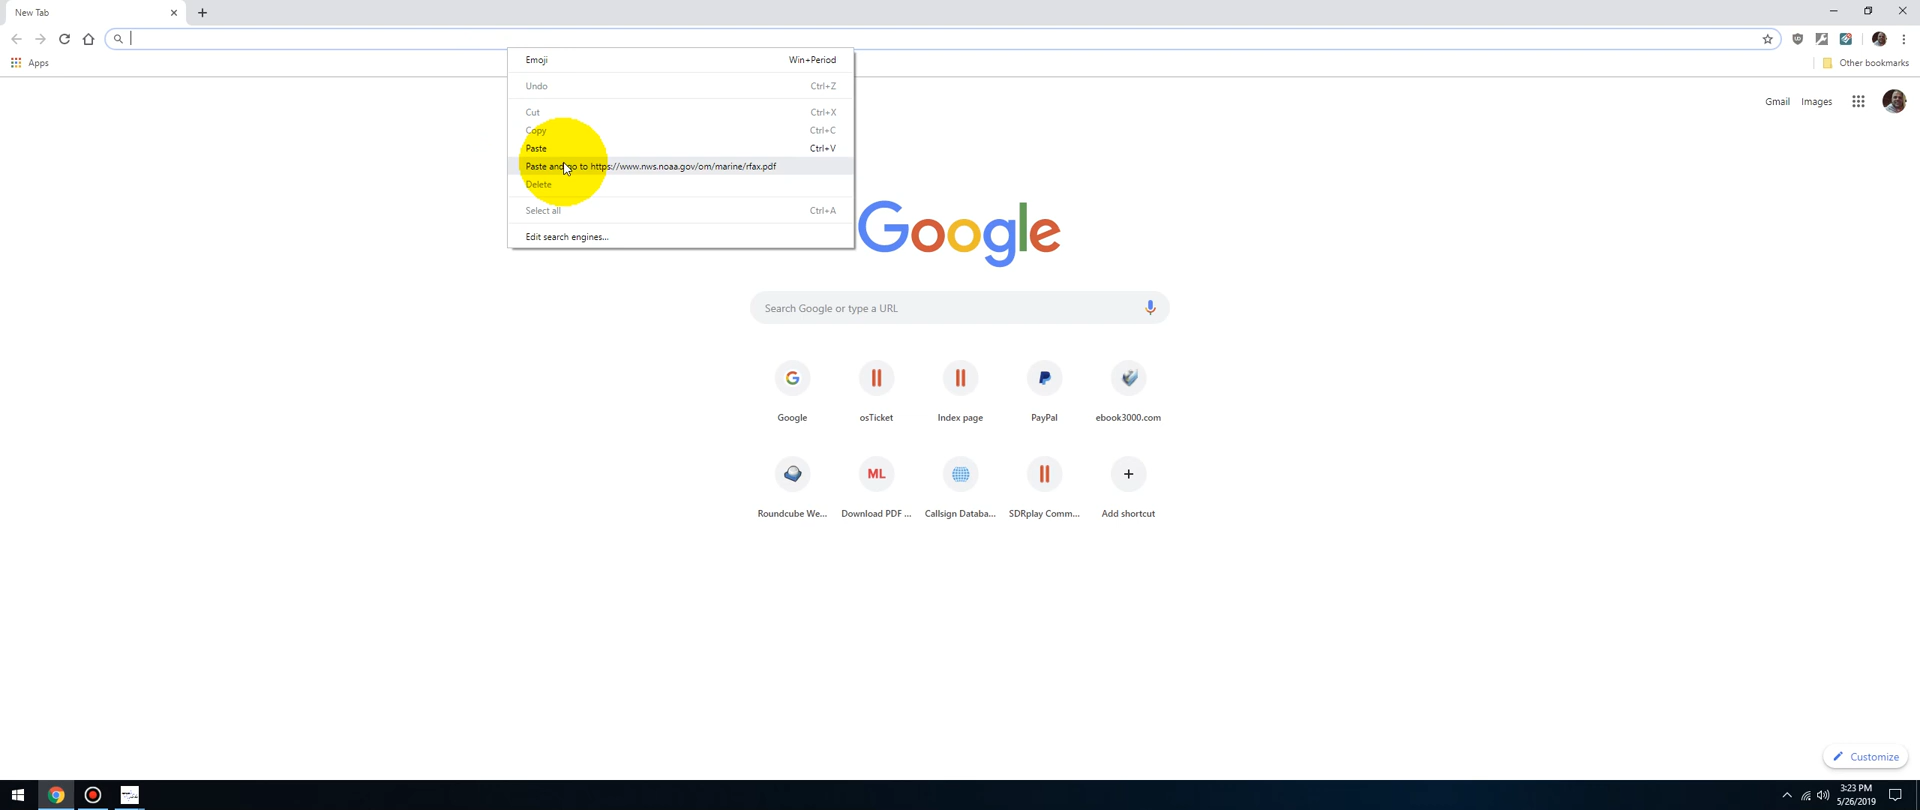 New Tab
Apps
Other bookmarks
Emoji Win+Period
Undo Ctrl+Z
Cut Ctrl+X
Copy Ctrl+C
Paste Ctrl+V
Paste and go to https://www.nws.noaa.gov/om/marine/rfax.pdf
Delete
Select all Ctrl+A
Edit search engines...
Gmail Images
Google
Search Google or type a URL
G II II P
Google osTicket Index page PayPal ebook3000.com
ML II
Roundcube We... Download PDF ... Callsign Databa... SDRplay Comm... Add shortcut
Customize
3:23 PM
5/26/2019